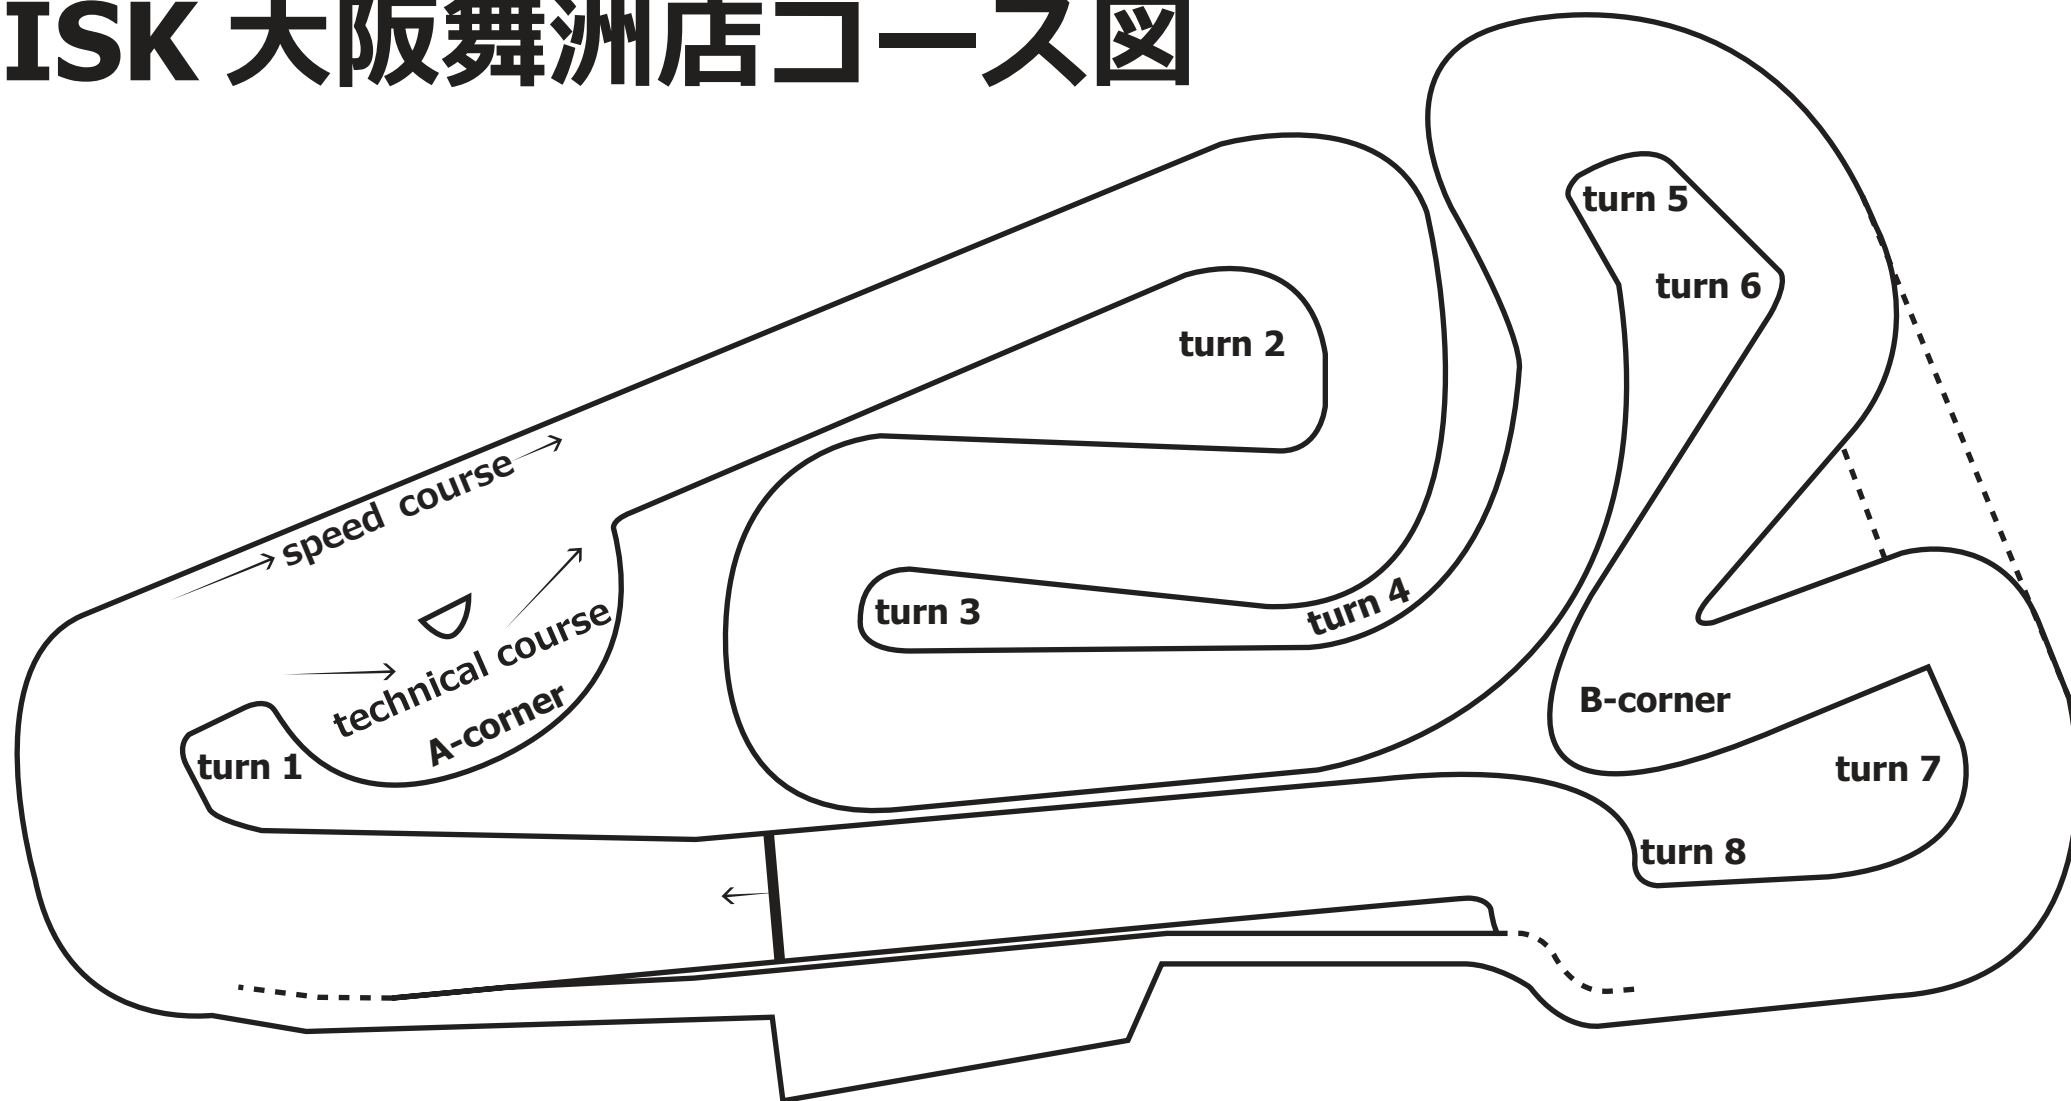 ISK 大阪舞洲店コース図
turn 5
turn 6
turn 2
speed course
turn 3
turn 4
technical course
A-corner
B-corner
turn 1
turn 7
turn 8